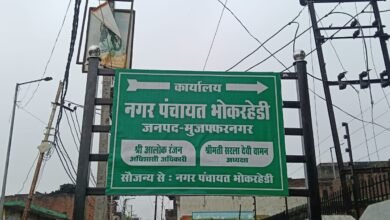 कार्यालय
नगर पंचायत भोकरहेडी
जनपद-मुजफ्फरनगर
श्री आलोक रंजन
अधिशासी अधिकारी
श्रीमती सरला देवी चामन
अध्यक्ष
सौजन्य से : नगर पंचायत भोकरहेडी